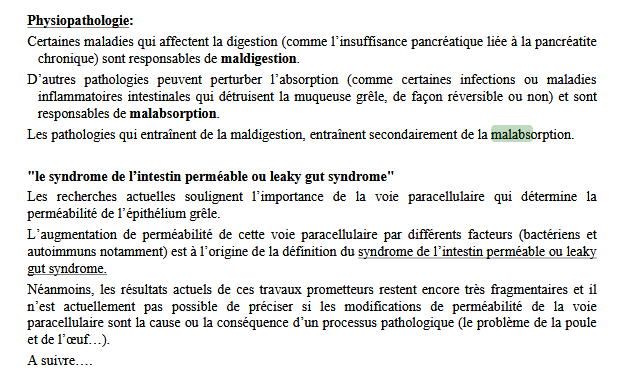 Physiopathologie:
Certaines maladies qui affectent la digestion (comme l'insuffisance pancréatique liée à la pancréatite
chronique) sont responsables de maldigestion.
D'autres pathologies peuvent perturber l'absorption (comme certaines infections ou maladies
inflammatoires intestinales qui détruisent la muqueuse grêle, de façon réversible ou non) et sont
responsables de malabsorption.
Les pathologies qui entraînent de la maldigestion, entraînent secondairement de la malabsorption.
"le syndrome de l'intestin perméable ou leaky gut syndrome"
Les recherches actuelles soulignent l'importance de la voie paracellulaire qui détermine la
perméabilité de l'épithélium grêle.
L'augmentation de perméabilité de cette voie paracellulaire par différents facteurs (bactériens et
autoimmuns notamment) est à l'origine de la définition du syndrome de l'intestin perméable ou leaky
gut syndrome.
Néanmoins, les résultats actuels de ces travaux prometteurs restent encore très fragmentaires et il
n'est actuellement pas possible de préciser si les modifications de perméabilité de la voie
paracellulaire sont la cause ou la conséquence d'un processus pathologique (le problème de la poule
et de l'œuf…).
A suivre….